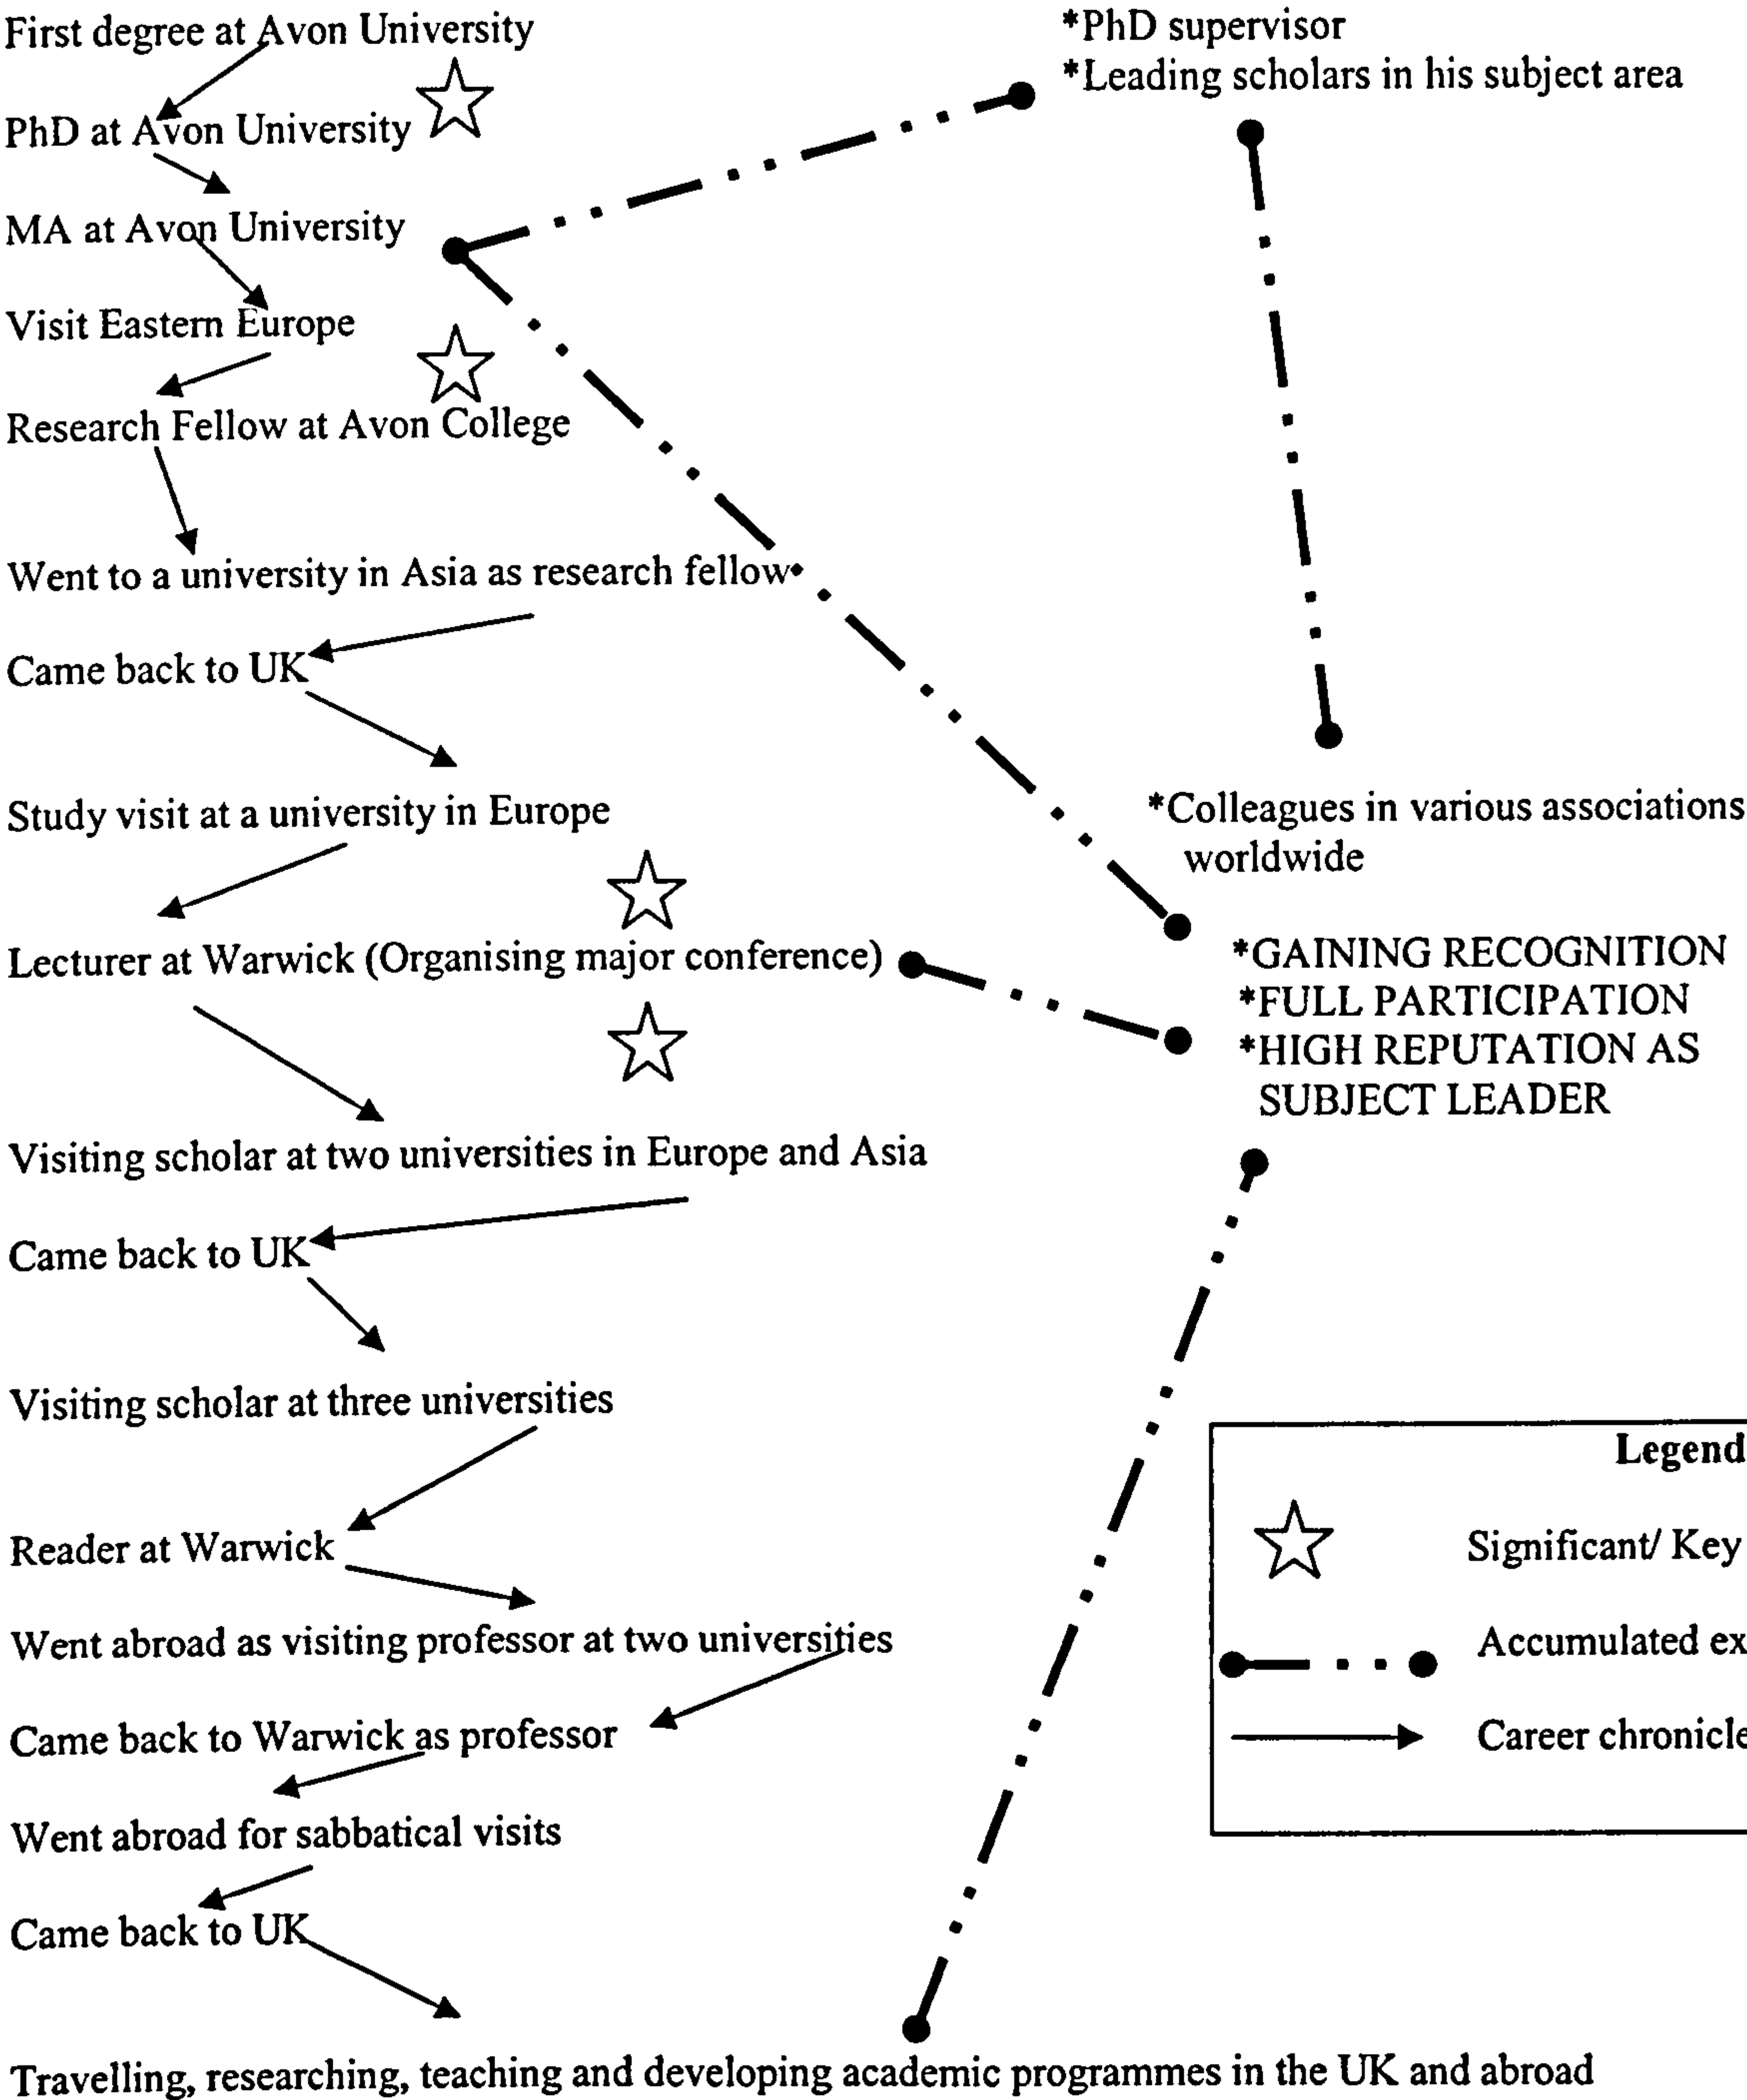 First degree at Avon University
PhD at Avon University
MA at Avon University
Visit Eastern Europe
Research Fellow at Avon College
Went to a university in Asia as research fellow
Came back to UK
Study visit at a university in Europe
Lecturer at Warwick (Organising major conference)
Visiting scholar at two universities in Europe and Asia
Came back to UK
Visiting scholar at three universities
Reader at Warwick
Went abroad as visiting professor at two universities
Came back to Warwick as professor
Went abroad for sabbatical visits
Came back to UK
Travelling, researching, teaching and developing academic programmes in the UK and abroad
*PhD supervisor
*Leading scholars in his subject area
*Colleagues in various associations
worldwide
*GAINING RECOGNITION
*FULL PARTICIPATION
*HIGH REPUTATION AS
SUBJECT LEADER
Legend
Significant/ Key
Accumulated ex
Career chronicle